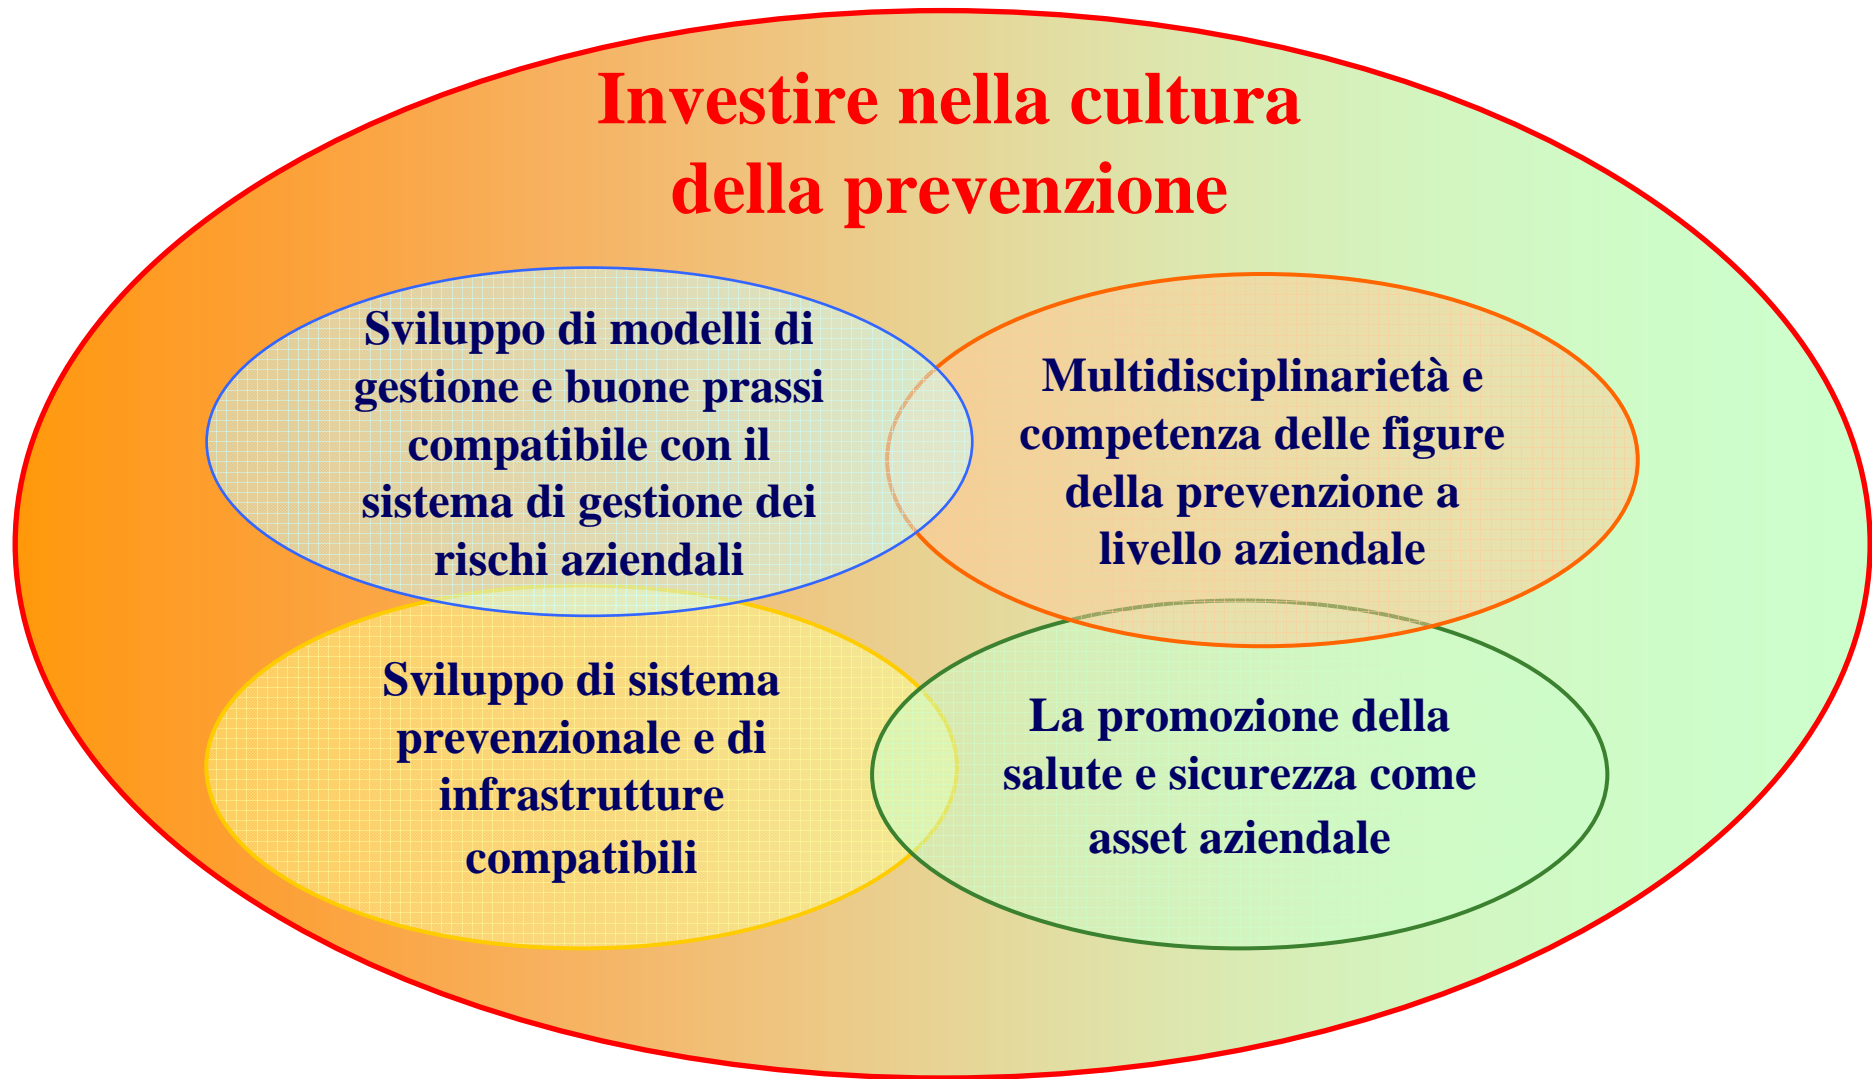 Investire nella cultura
della prevenzione
Sviluppo di modelli di
gestione e buone prassi
compatibile con il
sistema di gestione dei
rischi aziendali
Multidisciplinarietà e
competenza delle figure
della prevenzione a
livello aziendale
Sviluppo di sistema
prevenzionale e di
infrastrutture
compatibili
La promozione della
salute e sicurezza come
asset aziendale